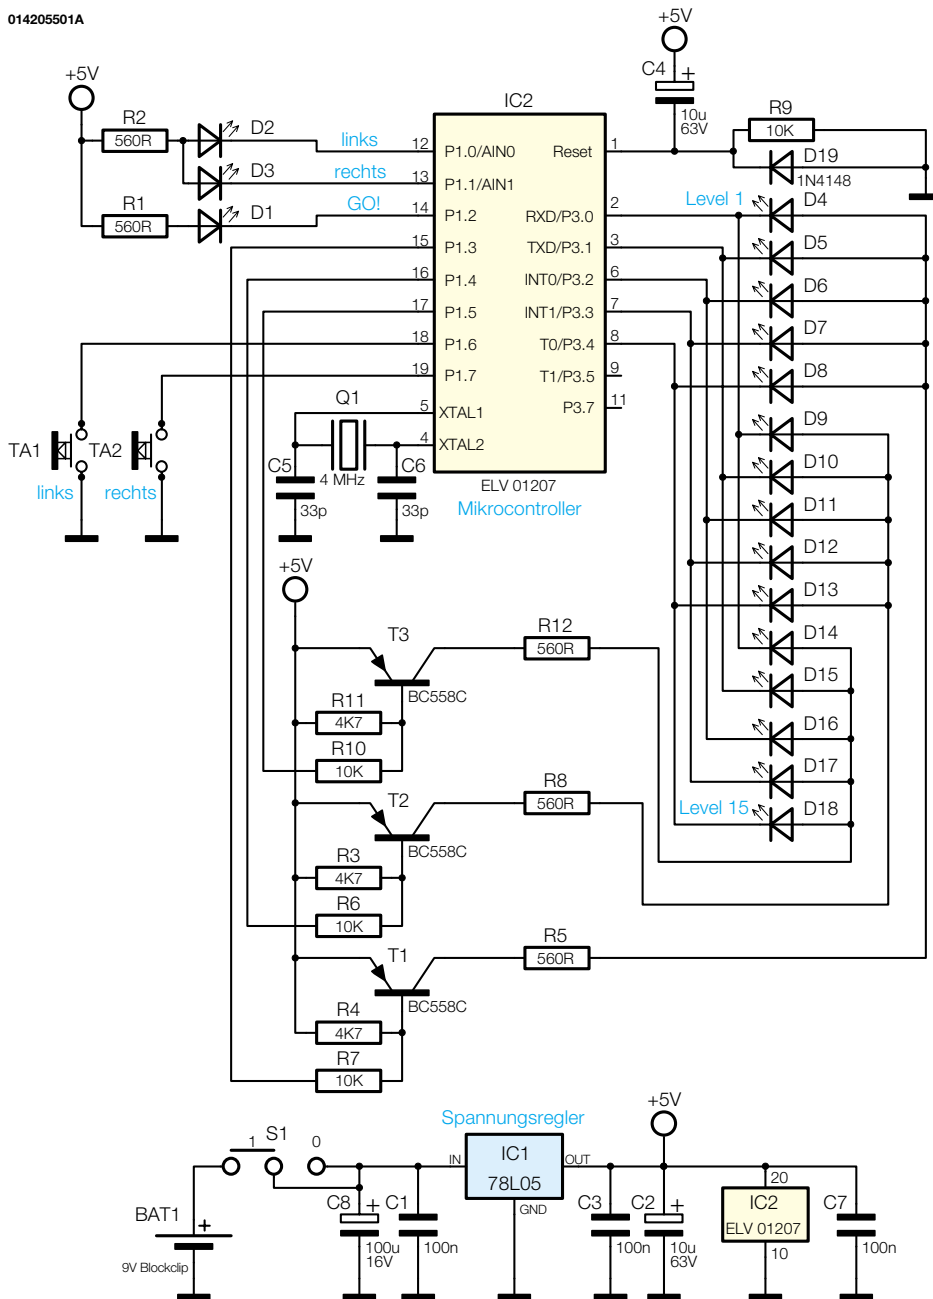 014205501A
+5V
C4
+
10u
63V
+5V
R2
560R
D2
D3
R1
560R
D1
links
rechts
GO!
IC2
12
P1.0/AIN0
13
P1.1/AIN1
14
P1.2
15
P1.3
16
P1.4
17
P1.5
18
P1.6
19
P1.7
5
XTAL1
4
XTAL2
Reset
1
RXD/P3.0
2
TXD/P3.1
3
INT0/P3.2
6
INT1/P3.3
7
T0/P3.4
8
T1/P3.5
9
P3.7
11
ELV 01207
Mikrocontroller
R9
10K
D19
1N4148
Level 1
D4
D5
D6
D7
D8
D9
D10
D11
D12
D13
D14
D15
D16
D17
Level 15
D18
TA1
links
TA2
rechts
Q1
4 MHz
C5
33p
C6
33p
+5V
T3
BC558C
R12
560R
R11
4K7
R10
10K
T2
BC558C
R8
560R
R3
4K7
R6
10K
T1
BC558C
R5
560R
R4
4K7
R7
10K
Spannungsregler
+5V
S1
1
0
BAT1
+
9V Blockclip
C8
+
100u
16V
C1
100n
IN
IC1
78L05
OUT
GND
C3
100n
C2
+
10u
63V
20
IC2
ELV 01207
10
C7
100n